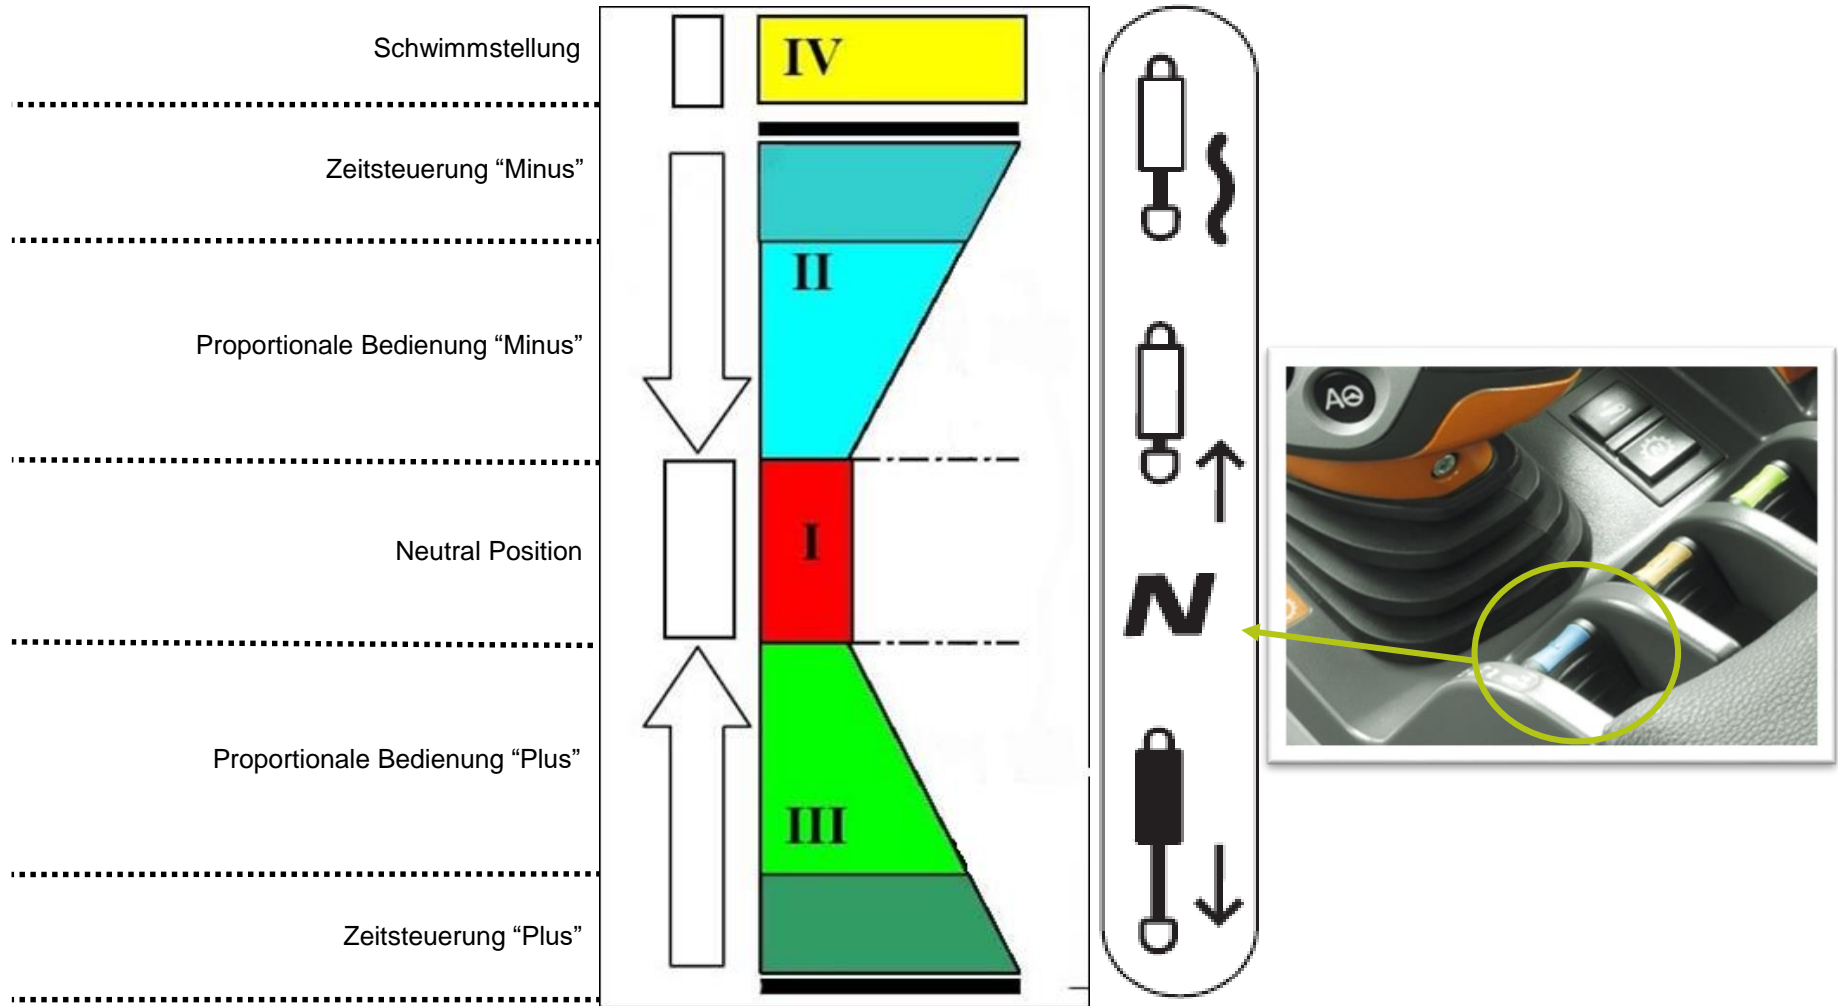 Schwimmstellung
IV
Zeitsteuerung “Minus”
II
Proportionale Bedienung “Minus”
Neutral Position
I
N
Proportionale Bedienung “Plus”
III
Zeitsteuerung “Plus”
A